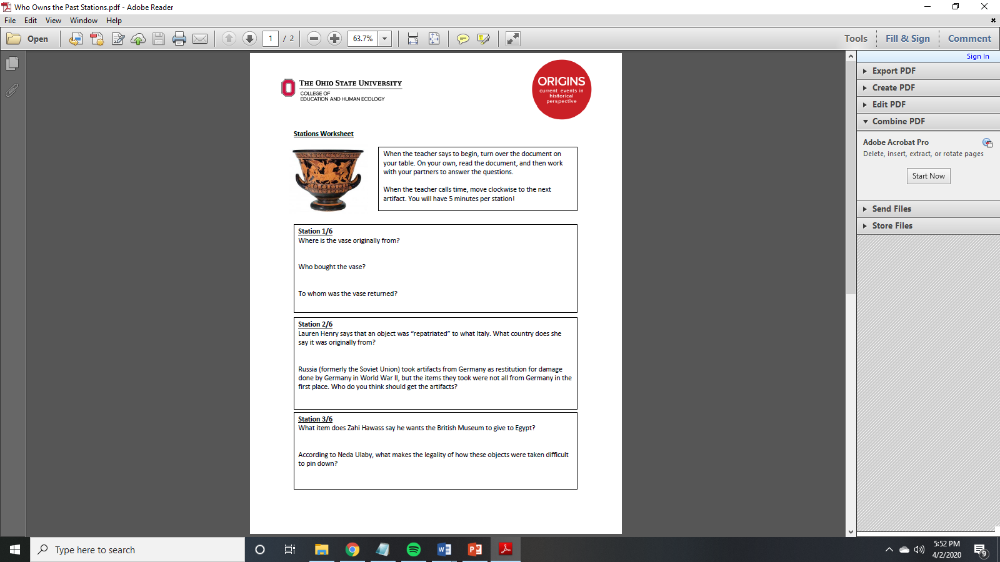 Who Owns the Past Stations.pdf - Adobe Reader
File Edit View Window Help
Open
1 / 2
63.7%
Tools
Fill & Sign
Comment
Sign In
Export PDF
Create PDF
Edit PDF
Combine PDF
Adobe Acrobat Pro
Delete, insert, extract, or rotate pages
Start Now
Send Files
Store Files
THE OHIO STATE UNIVERSITY
COLLEGE OF
EDUCATION AND HUMAN ECOLOGY
ORIGINS
current events in
historical
perspective
Stations Worksheet
When the teacher says to begin, turn over the document on
your table. On your own, read the document, and then work
with your partners to answer the questions.
When the teacher calls time, move clockwise to the next
artifact. You will have 5 minutes per station!
Station 1/6
Where is the vase originally from?
Who bought the vase?
To whom was the vase returned?
Station 2/6
Lauren Henry says that an object was “repatriated” to what Italy. What country does she
say it was originally from?
Russia (formerly the Soviet Union) took artifacts from Germany as restitution for damage
done by Germany in World War II, but the items they took were not all from Germany in the
first place. Who do you think should get the artifacts?
Station 3/6
What item does Zahi Hawass say he wants the British Museum to give to Egypt?
According to Neda Ulaby, what makes the legality of how these objects were taken difficult
to pin down?
Type here to search
5:52 PM
4/2/2020
9